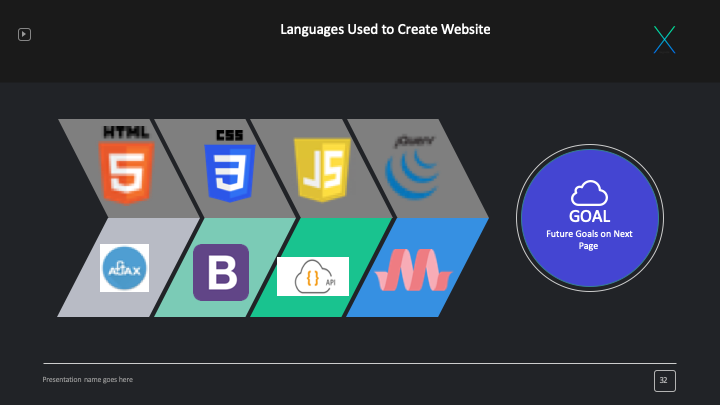 Languages Used to Create Website
HTML
5
CSS
3
JS
jQuery
AJAX
B
{} API
GOAL
Future Goals on Next
Page
Presentation name goes here
32